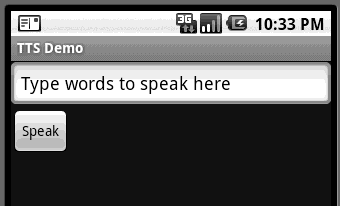 3G 10:33 PM
TTS Demo
Type words to speak here
Speak